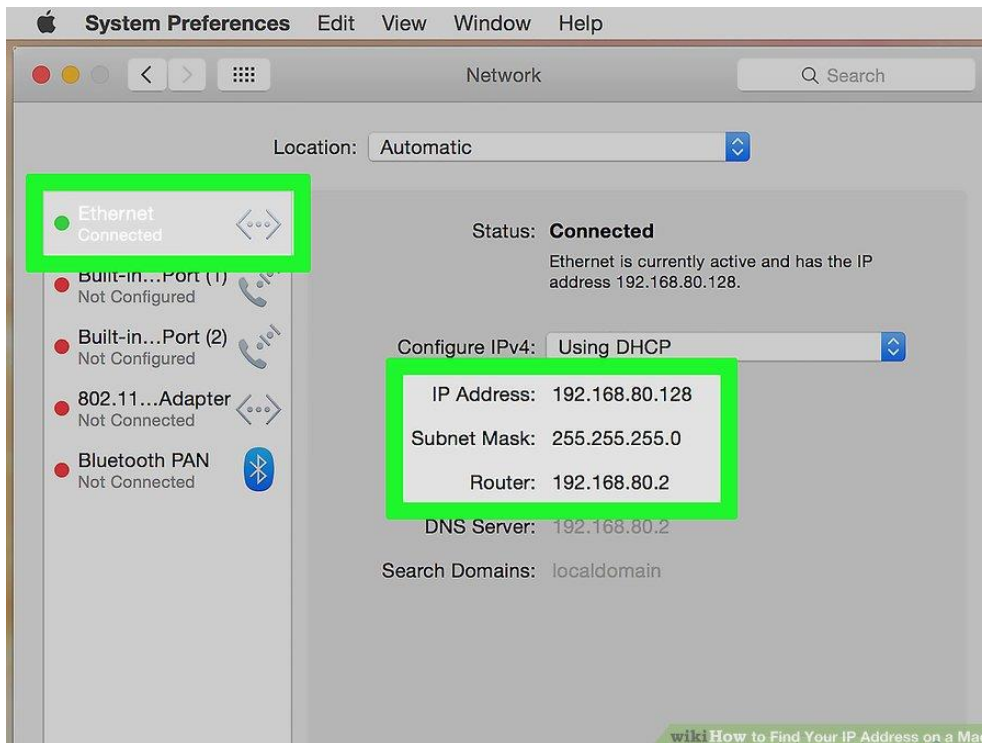 System Preferences Edit View Window Help
Network
Search
Location: Automatic
Ethernet
Connected
Built-in...Port (1)
Not Configured
Built-in...Port (2)
Not Configured
802.11...Adapter
Not Connected
Bluetooth PAN
Not Connected
Status: Connected
Ethernet is currently active and has the IP
address 192.168.80.128.
Configure IPv4: Using DHCP
IP Address: 192.168.80.128
Subnet Mask: 255.255.255.0
Router: 192.168.80.2
DNS Server: 192.168.80.2
Search Domains: localdomain
wikiHow to Find Your IP Address on a Mac